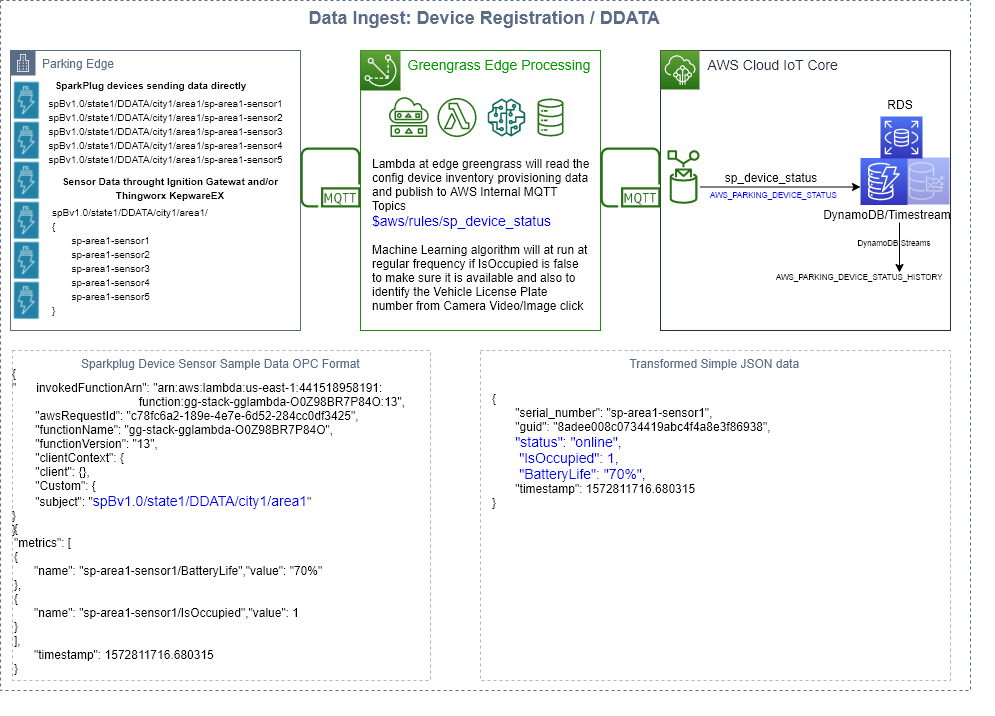 Data Ingest: Device Registration / DDATA
Parking Edge
SparkPlug devices sending data directly
spBv1.0/state1/DDATA/city1/area1/sp-area1-sensor1
spBv1.0/state1/DDATA/city1/area1/sp-area1-sensor2
spBv1.0/state1/DDATA/city1/area1/sp-area1-sensor3
spBv1.0/state1/DDATA/city1/area1/sp-area1-sensor4
spBv1.0/state1/DDATA/city1/area1/sp-area1-sensor5
Sensor Data throught Ignition Gatewat and/or
Thingworx KepwareEX
spBv1.0/state1/DDATA/city1/area1/
{
sp-area1-sensor1
sp-area1-sensor2
sp-area1-sensor3
sp-area1-sensor4
sp-area1-sensor5
}
MQTT
Greengrass Edge Processing
Lambda at edge greengrass will read the
config device inventory provisioning data
and publish to AWS Internal MQTT
Topics
$aws/rules/sp_device_status
Machine Learning algorithm will at run at
regular frequency if IsOccupied is false
to make sure it is available and also to
identify the Vehicle License Plate
number from Camera Video/Image click
MQTT
AWS Cloud IoT Core
RDS
sp_device_status
AWS_PARKING_DEVICE_STATUS
DynamoDB/Timestream
DynamoDB Streams
AWS_PARKING_DEVICE_STATUS_HISTORY
Sparkplug Device Sensor Sample Data OPC Format
{
" invokedFunctionArn": "arn:aws:lambda:us-east-1:441518958191:
function:gg-stack-gglambda-O0Z98BR7P84O:13",
"awsRequestId": "c78fc6a2-189e-4e7e-6d52-284cc0df3425",
"functionName": "gg-stack-gglambda-O0Z98BR7P84O",
"functionVersion": "13",
"clientContext": {
"client": {},
"Custom": {
"subject": "spBv1.0/state1/DDATA/city1/area1"
}
{
"metrics": [
{
"name": "sp-area1-sensor1/BatteryLife","value": "70%"
},
{
"name": "sp-area1-sensor1/IsOccupied","value": 1
}
],
"timestamp": 1572811716.680315
}
Transformed Simple JSON data
{
"serial_number": "sp-area1-sensor1",
"guid": "8adee008c0734419abc4f4a8e3f86938",
"status": "online",
"IsOccupied": 1,
"BatteryLife": "70%",
"timestamp": 1572811716.680315
}